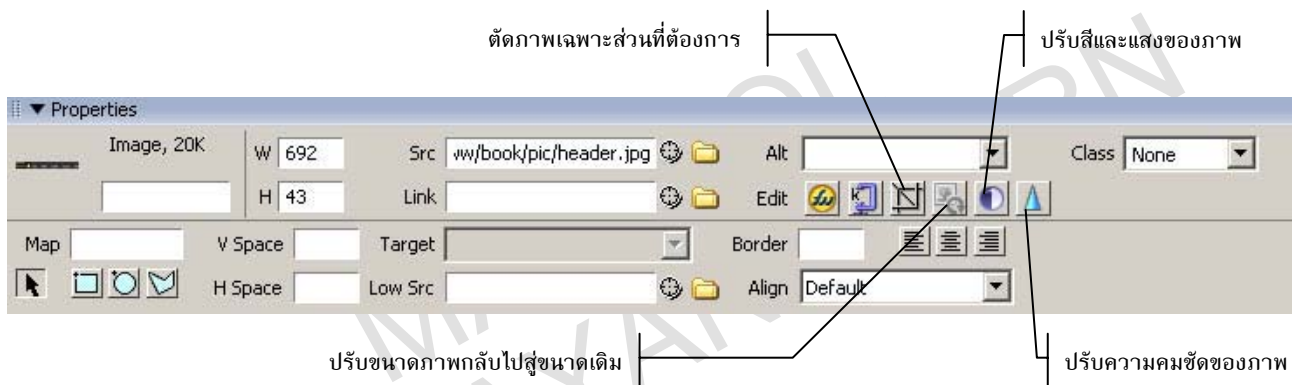 ตัดภาพเฉพาะส่วนที่ต้องการ
ปรับสีและแสงของภาพ
Properties
Image, 20K
W 692
Src ww/book/pic/header.jpg
Alt
Class None
H 43
Link
Edit
Map
V Space
Target
Border
H Space
Low Src
Align Default
ปรับขนาดภาพกลับไปสู่ขนาดเดิม
ปรับความคมชัดของภาพ